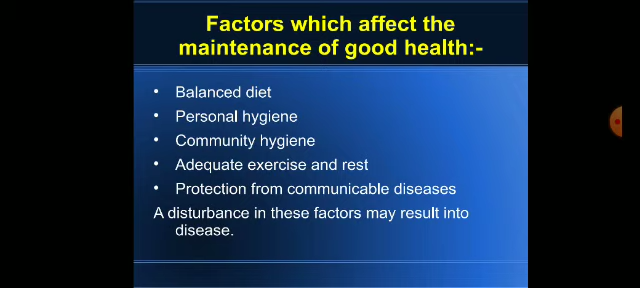 Factors which affect the
maintenance of good health:-
• Balanced diet
• Personal hygiene
• Community hygiene
• Adequate exercise and rest
• Protection from communicable diseases
A disturbance in these factors may result into
disease.